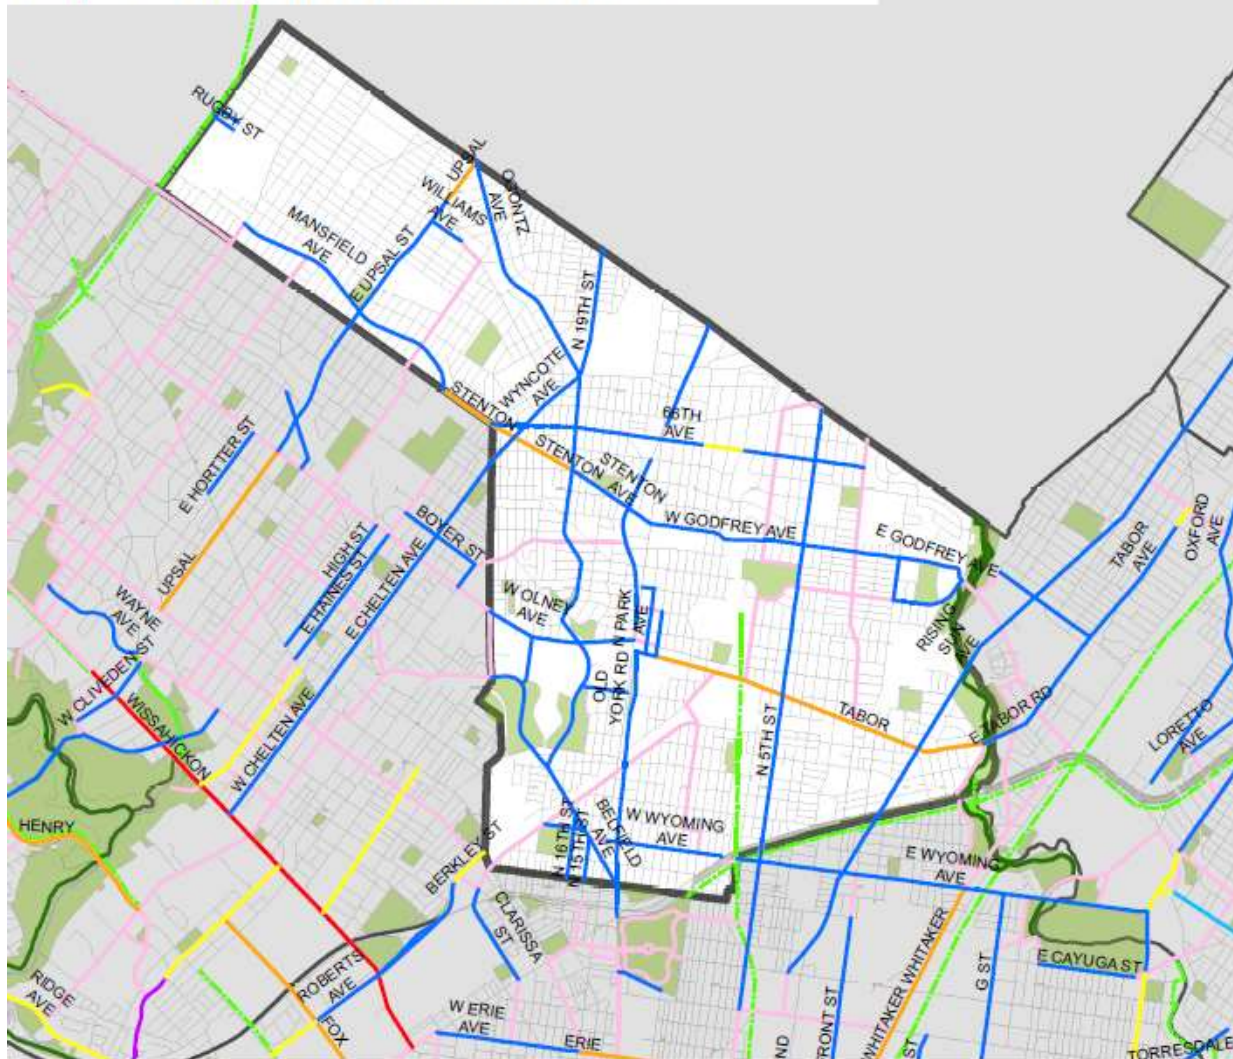 RUGBY ST
UPSAL
OGONTZ
AVE
WILLIAMS
AVE
MANSFIELD
AVE
E UPSAL ST
N 19TH ST
WYNCOTE
AVE
STENTON
66TH
AVE
STENTON
AVE
STENTON
E HORTTER ST
BOYER ST
W GODFREY AVE
E GODFREY AVE
TABOR
AVE
OXFORD
AVE
HIGH ST
E HAINES ST
E CHELTEN AVE
UPSAL
WAYNE
AVE
W OLNEY
AVE
N PARK
AVE
RISING
SUN
AVE
W CLIVEDEN ST
WISSAHICKON
OLD
YORK RD
TABOR
E TABOR RD
LORETTO
AVE
W CHELTEN AVE
N 5TH ST
HENRY
BELFIELD
AVE
N 16TH ST
N 15TH
W WYOMING
AVE
E WYOMING
AVE
BERKLEY ST
CLARISSA
ST
WHITAKER WHITAKER
E CAYUGA ST
G ST
RIDGE
AVE
ROBERTS
AVE
FOX
W ERIE
AVE
ERIE
ND
RONT ST
ST
TORRESDALE